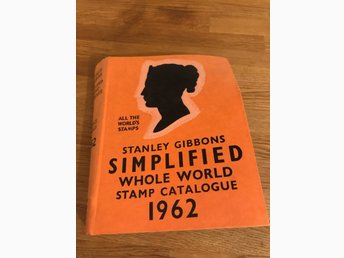 ALL THE
WORLD'S
STAMPS
STANLEY GIBBONS
SIMPLIFIED
WHOLE WORLD
STAMP CATALOGUE
1962